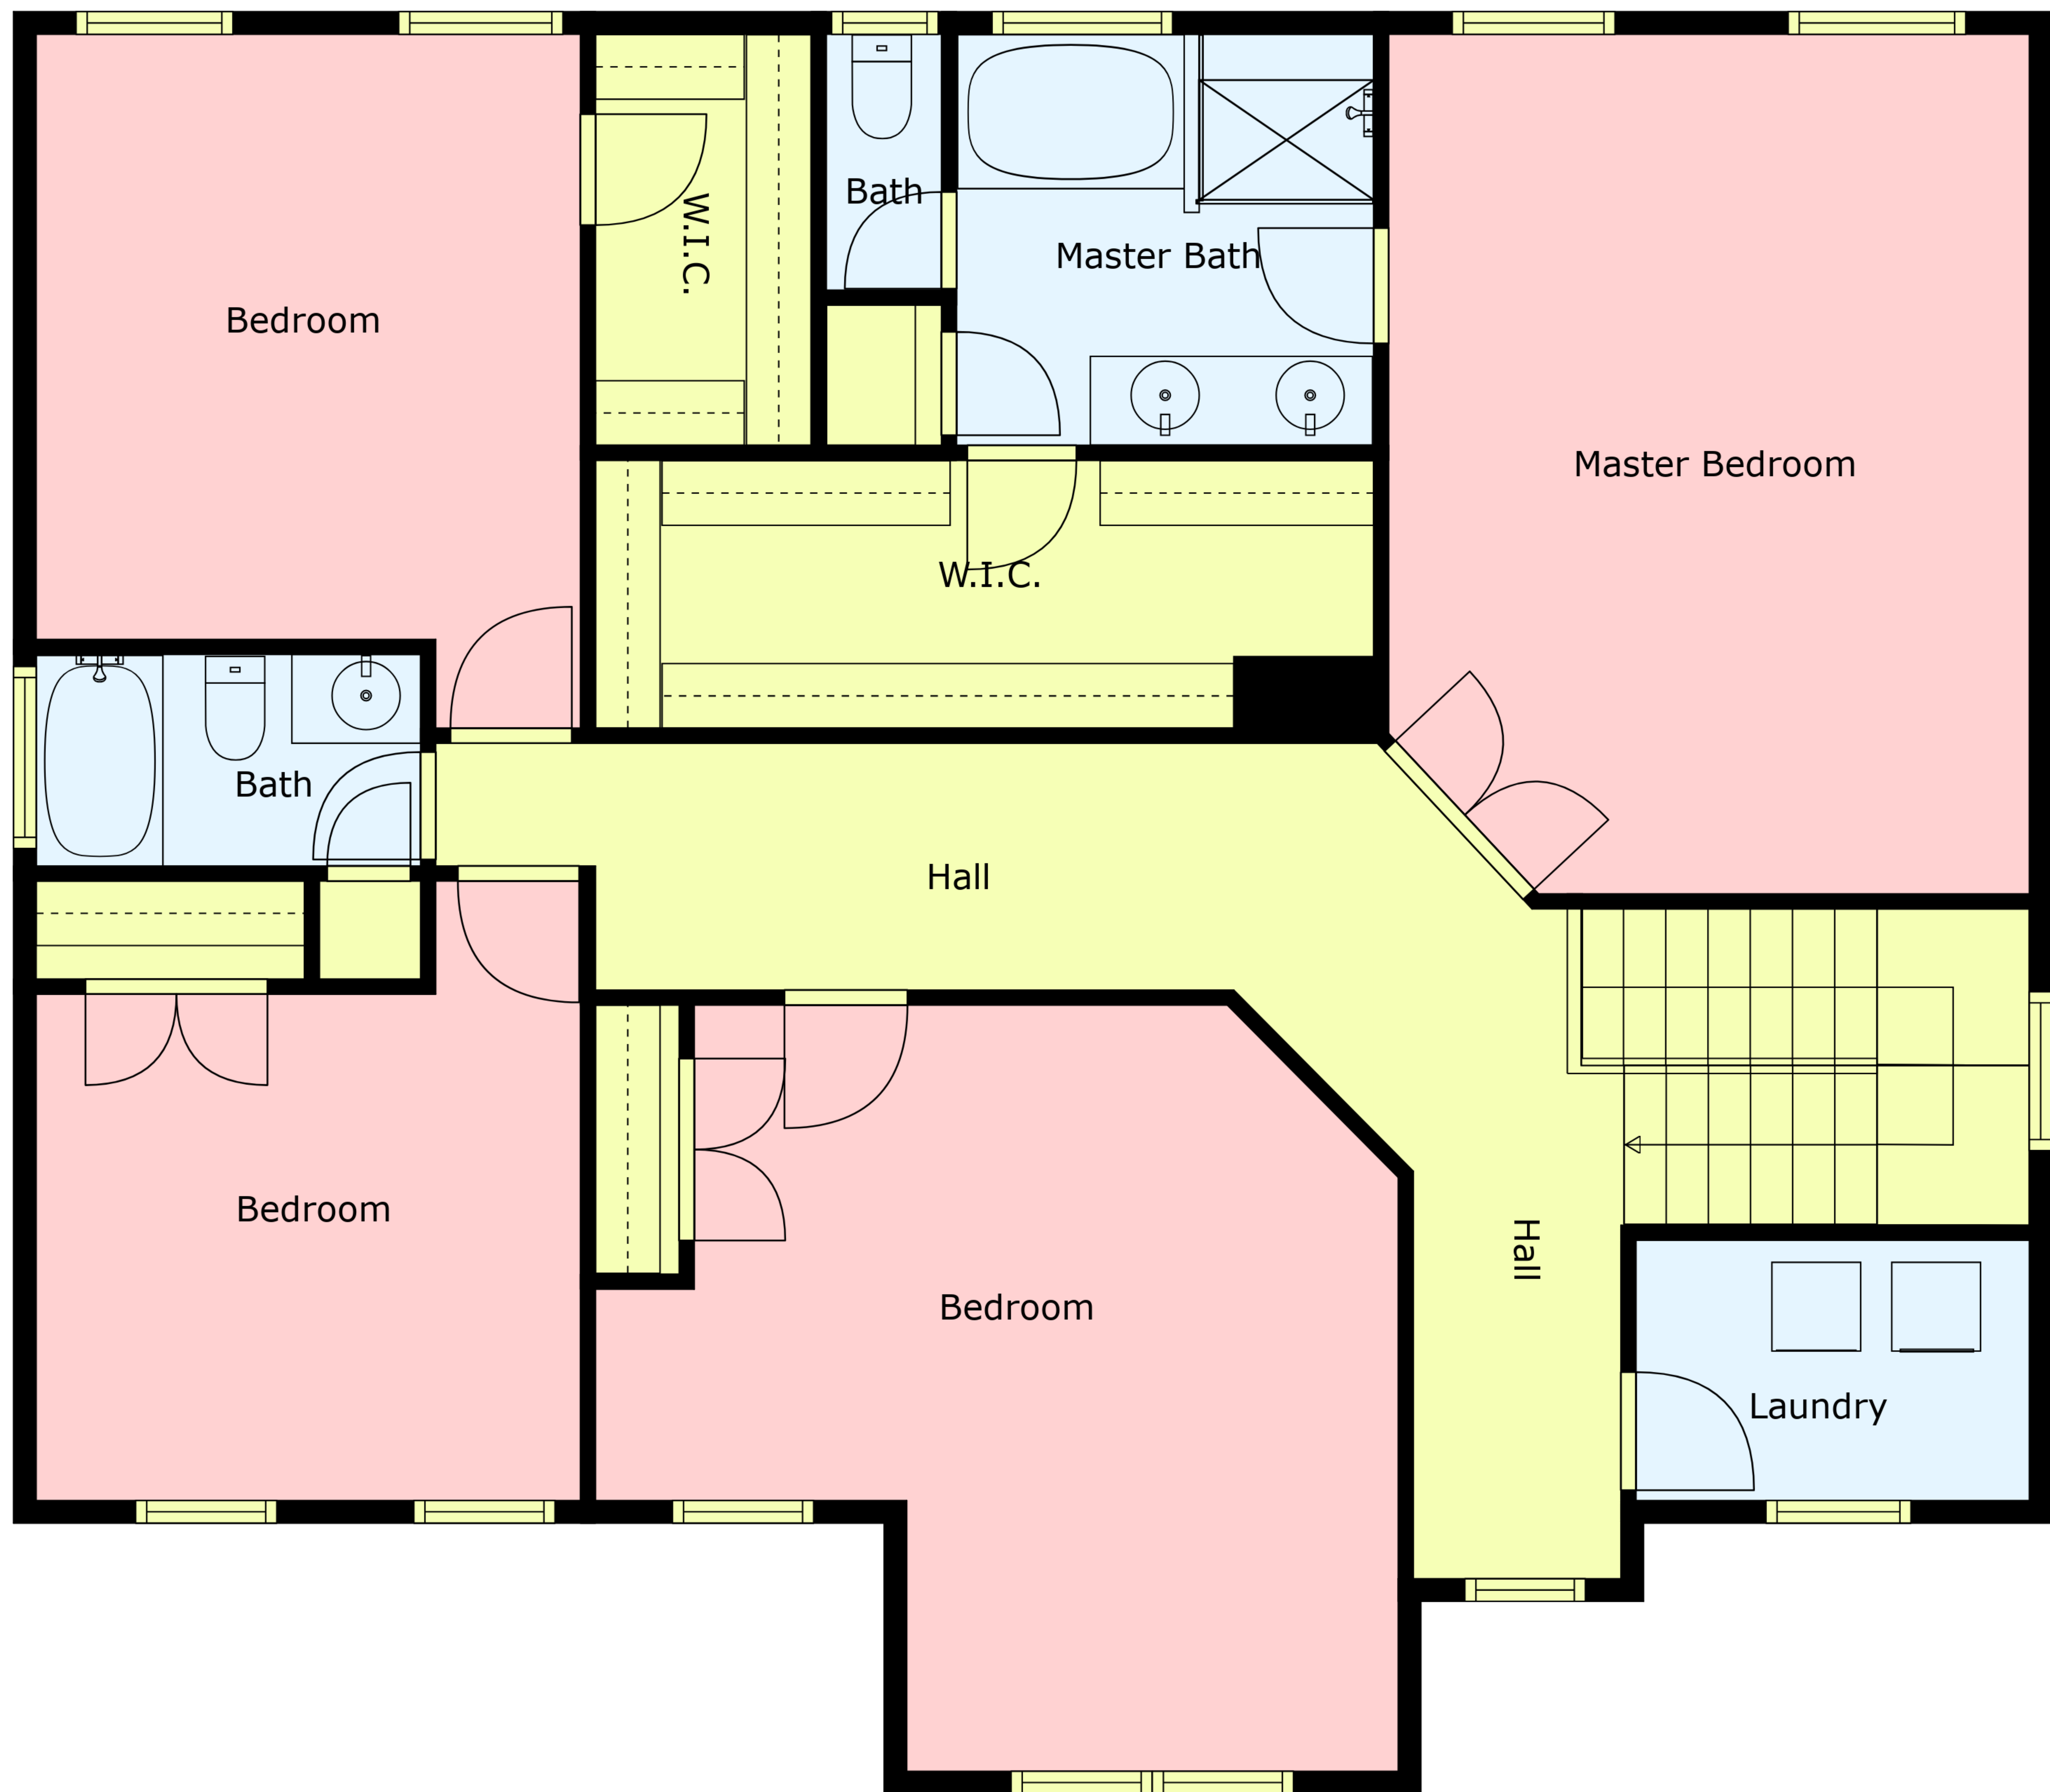 Bath
W.I.C.
Master Bath
Bedroom
Master Bedroom
W.I.C.
Bath
Hall
Bedroom
Hall
Bedroom
Laundry